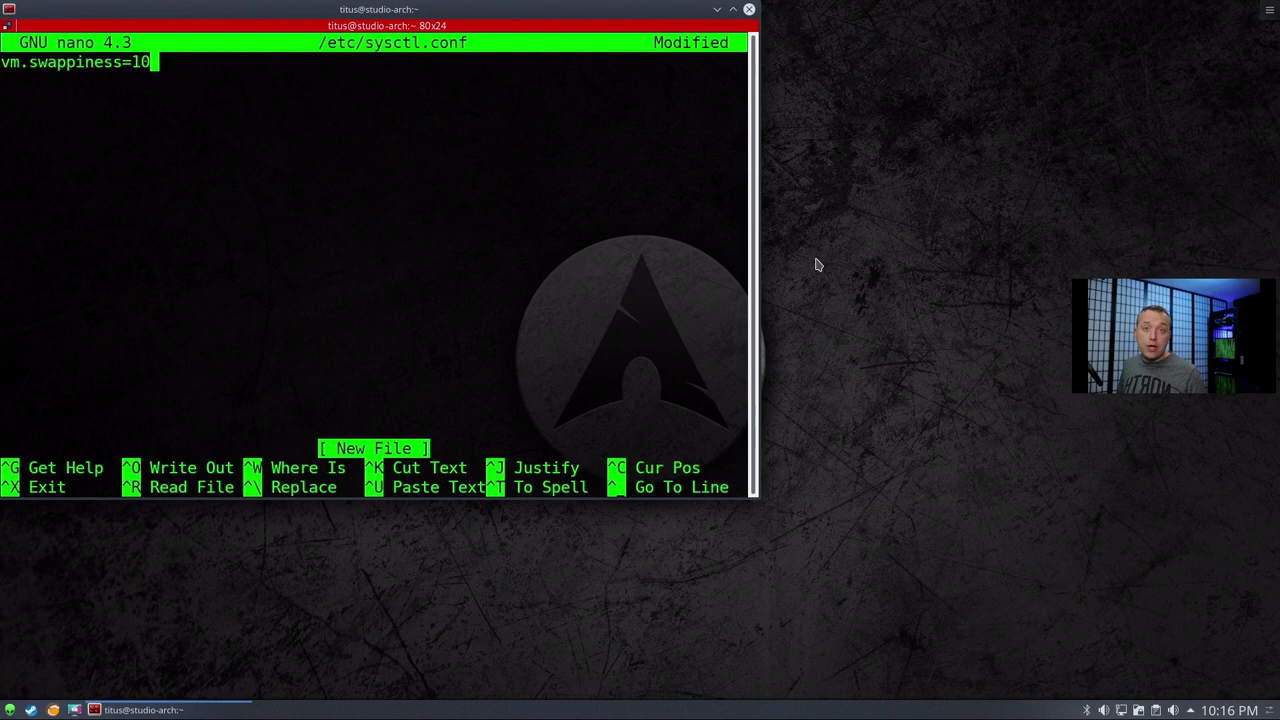 titus@studio-arch:~
titus@studio-arch:~ 80x24
GNU nano 4.3 /etc/sysctl.conf Modified
vm.swappiness=10
[ New File ]
^G Get Help ^O Write Out ^W Where Is ^K Cut Text ^J Justify ^C Cur Pos
^X Exit ^R Read File ^\ Replace ^U Paste Text ^T To Spell ^_ Go To Line
titus@studio-arch:~
10:16 PM